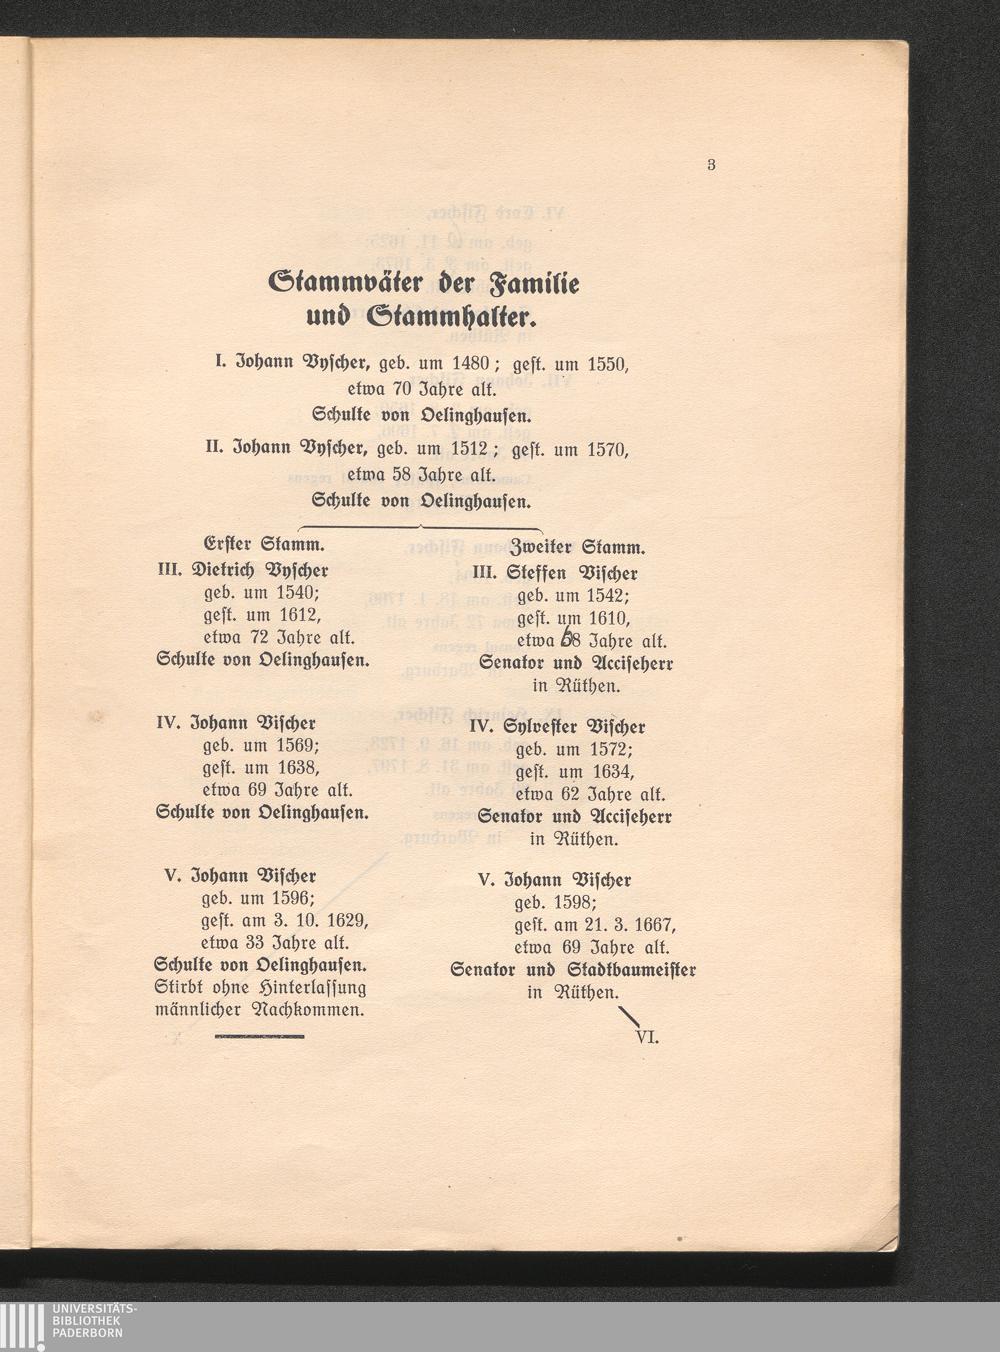 3
Stammväter der Familie
und Stammhalter.
I. Johann Vyscher, geb. um 1480; gest. um 1550,
etwa 70 Jahre alt.
Schulte von Oelinghausen.
II. Johann Vyscher, geb. um 1512; gest. um 1570,
etwa 58 Jahre alt.
Schulte von Oelinghausen.
Erster Stamm.
III. Dietrich Vyscher
geb. um 1540;
gest. um 1612,
etwa 72 Jahre alt.
Schulte von Oelinghausen.
IV. Johann Vischer
geb. um 1569;
gest. um 1638,
etwa 69 Jahre alt.
Schulte von Oelinghausen.
V. Johann Vischer
geb. um 1596;
gest. am 3. 10. 1629,
etwa 33 Jahre alt.
Schulte von Oelinghausen.
Stirbt ohne Hinterlassung
männlicher Nachkommen.
Zweiter Stamm.
III. Steffen Vischer
geb. um 1542;
gest. um 1610,
etwa 68 Jahre alt.
Senator und Acciseherr
in Rüthen.
IV. Sylvester Vischer
geb. um 1572;
gest. um 1634,
etwa 62 Jahre alt.
Senator und Acciseherr
in Rüthen.
V. Johann Vischer
geb. 1598;
gest. am 21. 3. 1667,
etwa 69 Jahre alt.
Senator und Stadtbaumeister
in Rüthen.
VI.
UNIVERSITÄTS-
BIBLIOTHEK
PADERBORN